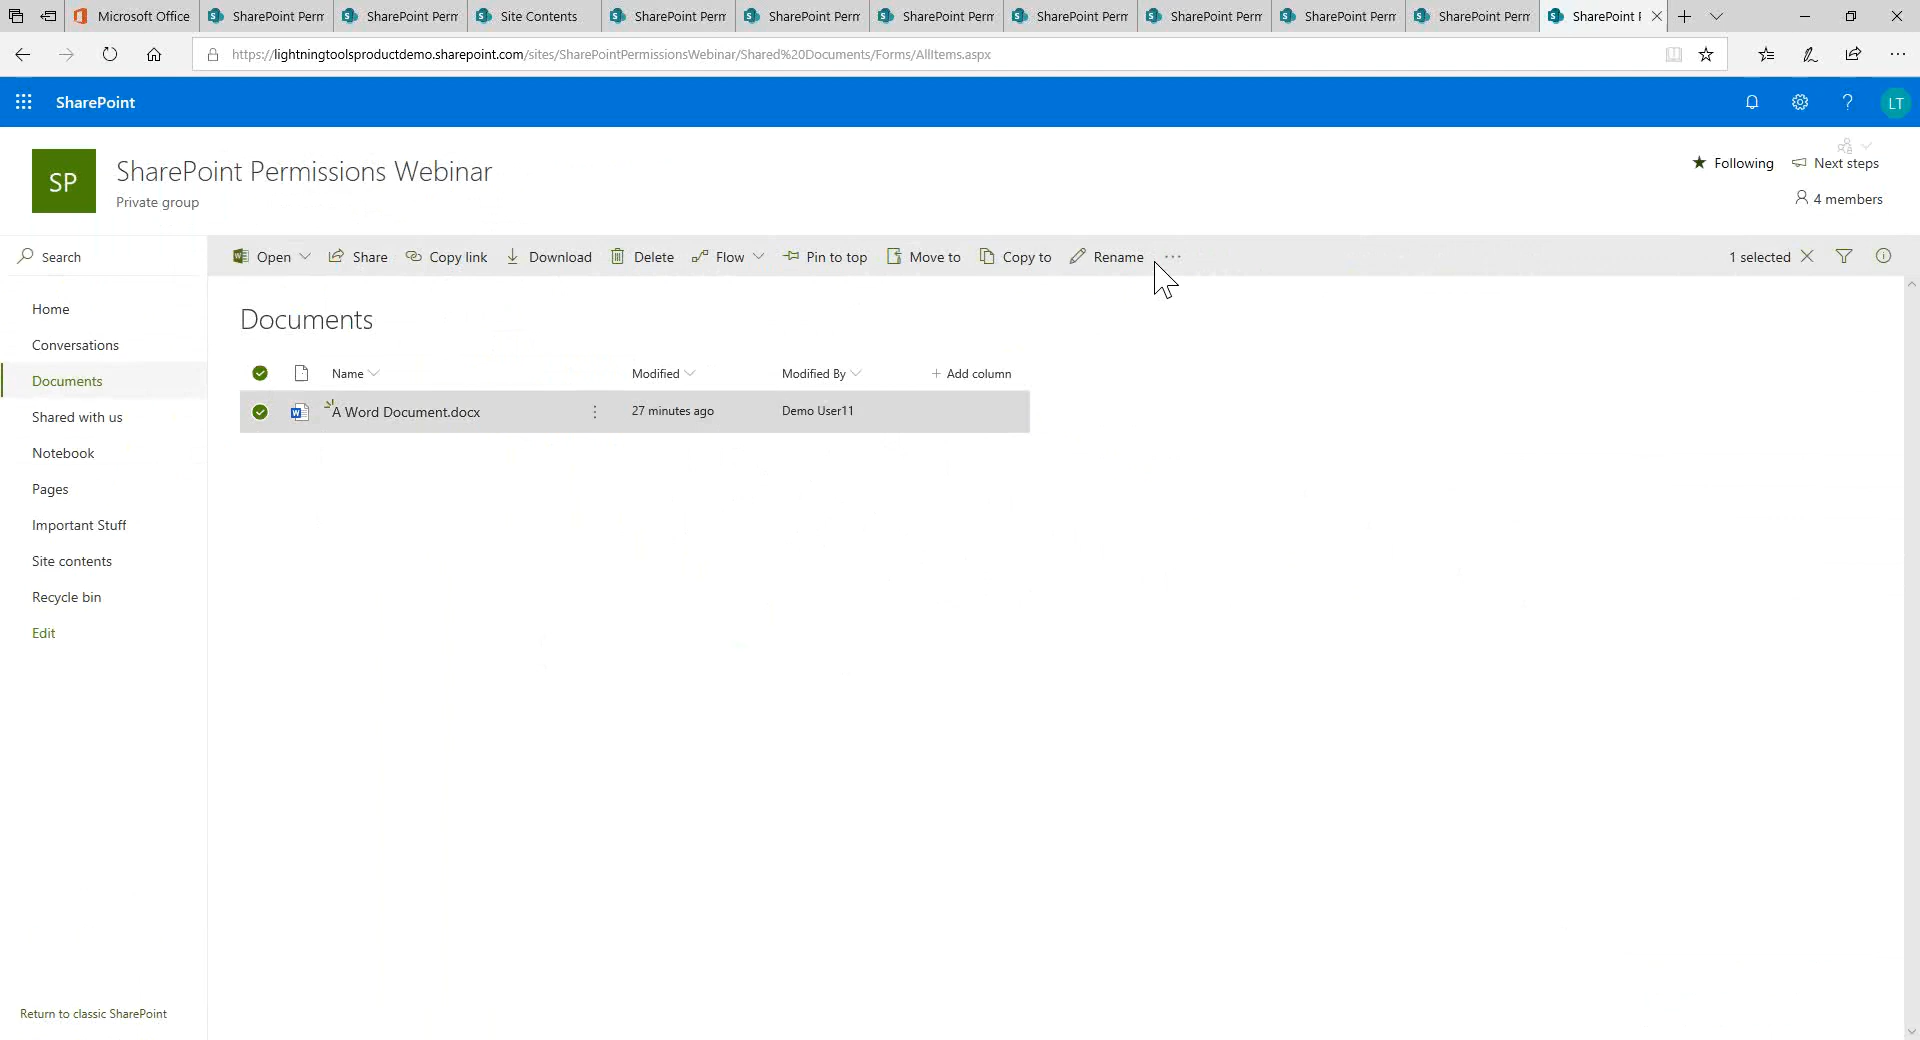 Microsoft Office
SharePoint Perm
SharePoint Perm
Site Contents
SharePoint Perm
SharePoint Perm
SharePoint Perm
SharePoint Perm
SharePoint Perm
SharePoint Perm
SharePoint Perm
SharePoint P
https://lightningtoolsproductdemo.sharepoint.com/sites/SharePointPermissionsWebinar/Shared%20Documents/Forms/AllItems.aspx
SharePoint
LT
SP
SharePoint Permissions Webinar
Private group
Following
Next steps
4 members
Search
Open
Share
Copy link
Download
Delete
Flow
Pin to top
Move to
Copy to
Rename
1 selected
Home
Conversations
Documents
Shared with us
Notebook
Pages
Important Stuff
Site contents
Recycle bin
Edit
Return to classic SharePoint
Documents
Name
Modified
Modified By
+ Add column
A Word Document.docx
27 minutes ago
Demo User11